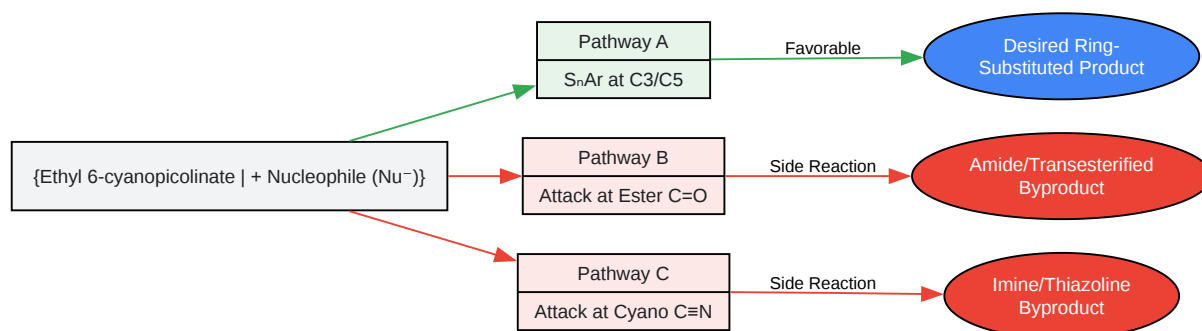 Pathway A
SₙAr at C3/C5
Favorable
Desired Ring-
Substituted Product
{Ethyl 6-cyanopicolinate | + Nucleophile (Nu⁻)}
Pathway B
Attack at Ester C=O
Side Reaction
Amide/Transesterified
Byproduct
Pathway C
Attack at Cyano C≡N
Side Reaction
Imine/Thiazoline
Byproduct